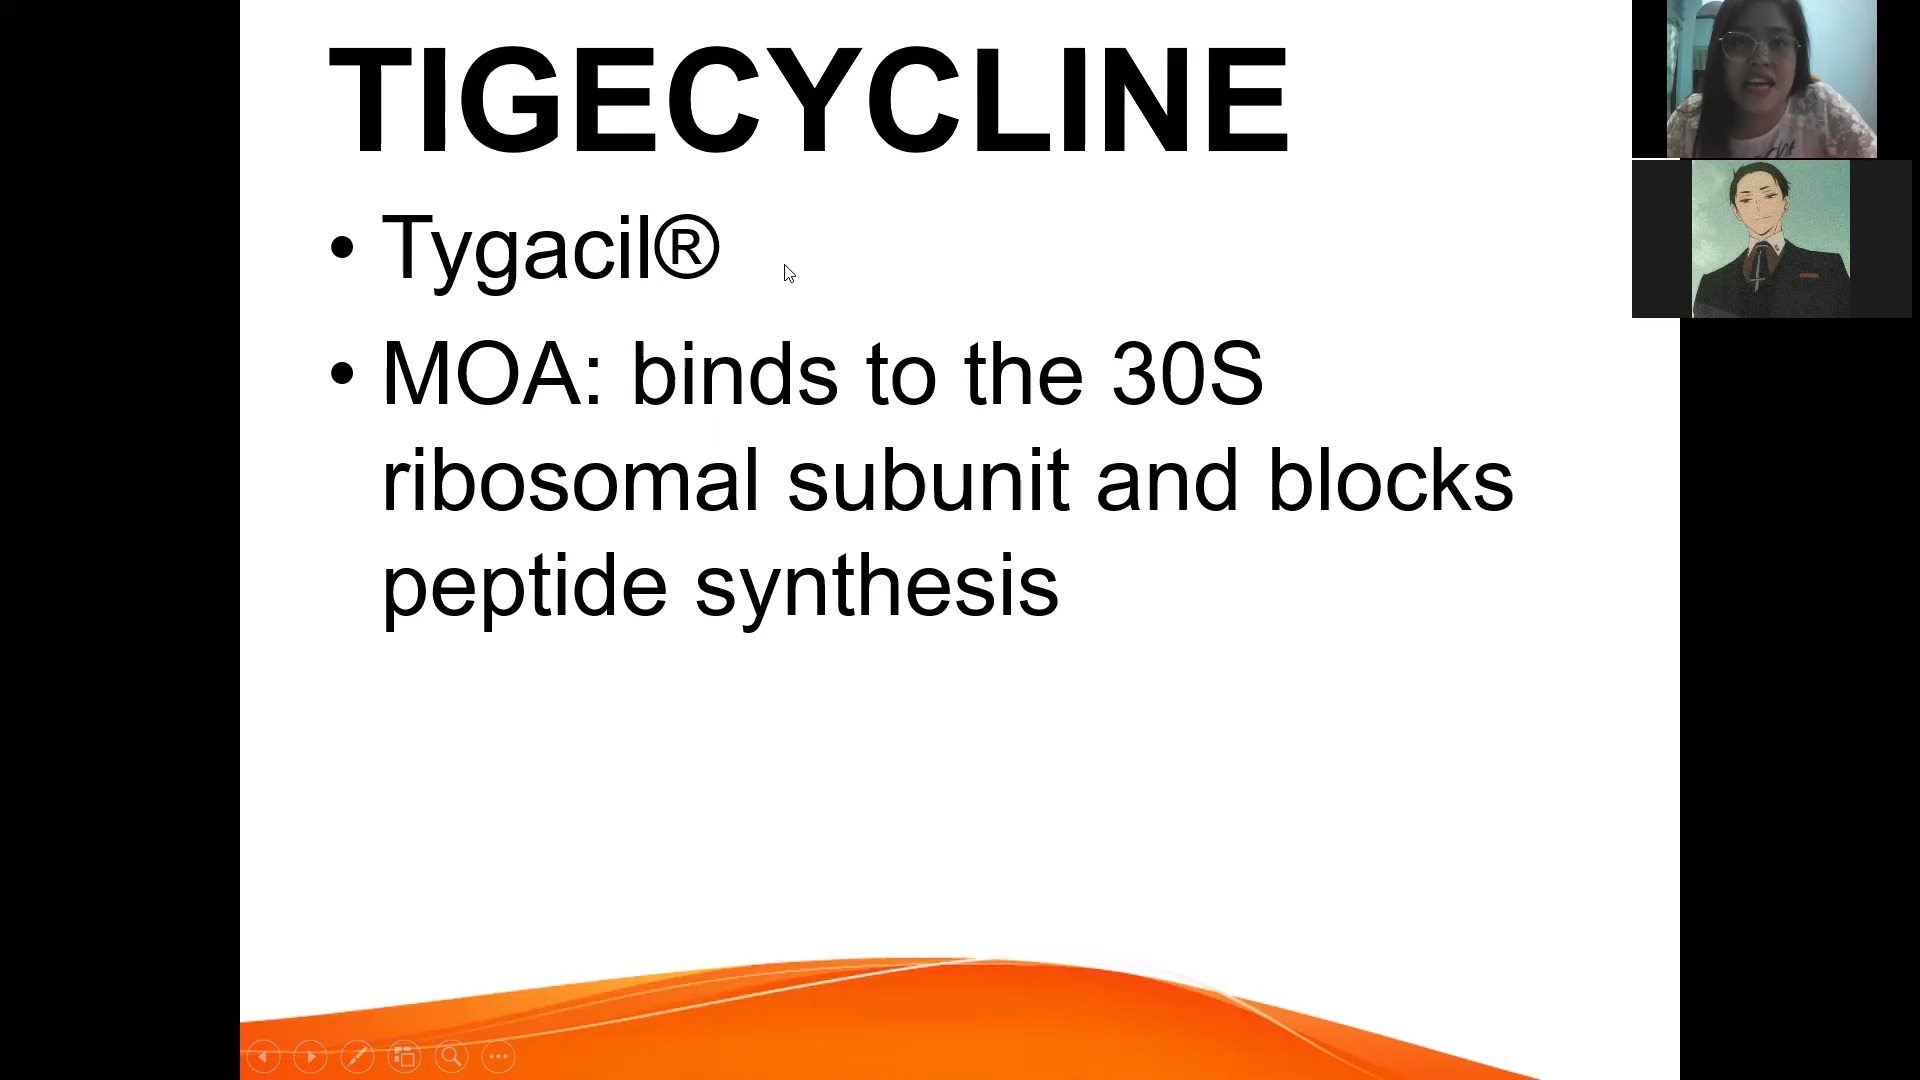 TIGECYCLINE
• Tygacil®
• MOA: binds to the 30S
ribosomal subunit and blocks
peptide synthesis